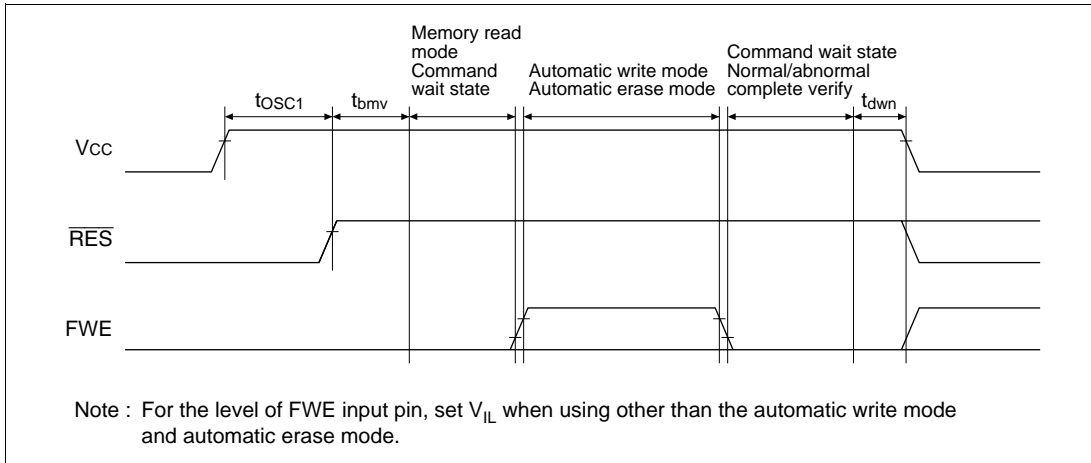 Memory read
mode
Command
wait state
Automatic write mode
Automatic erase mode
Command wait state
Normal/abnormal
complete verify
tOSC1
tbmv
tdwn
VCC
RES
FWE
Note : For the level of FWE input pin, set VIL when using other than the automatic write mode
and automatic erase mode.